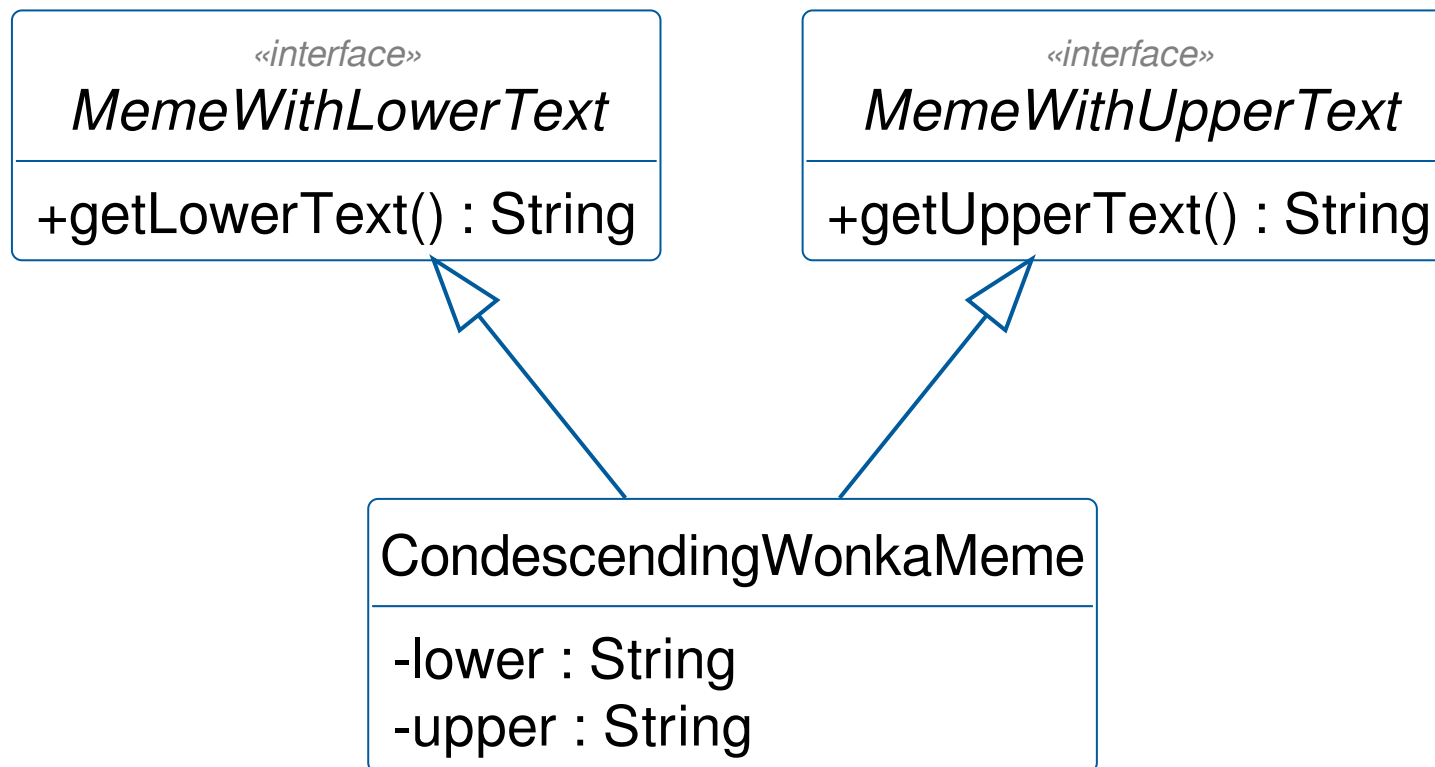 «interface»
MemeWithLowerText
+getLowerText() : String
«interface»
MemeWithUpperText
+getUpperText() : String
CondescendingWonkaMeme
-lower : String
-upper : String